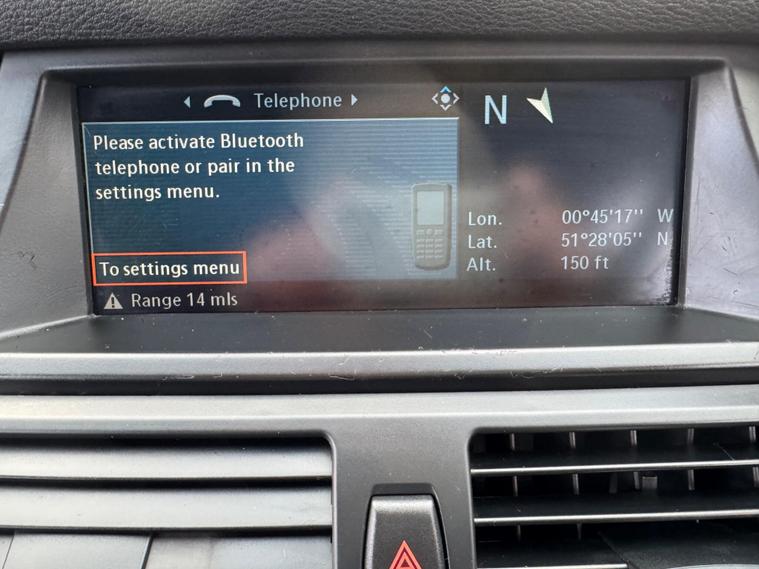 Telephone
N
Please activate Bluetooth
telephone or pair in the
settings menu.
To settings menu
Range 14 mls
Lon. 00°45'17'' W
Lat. 51°28'05'' N
Alt. 150 ft